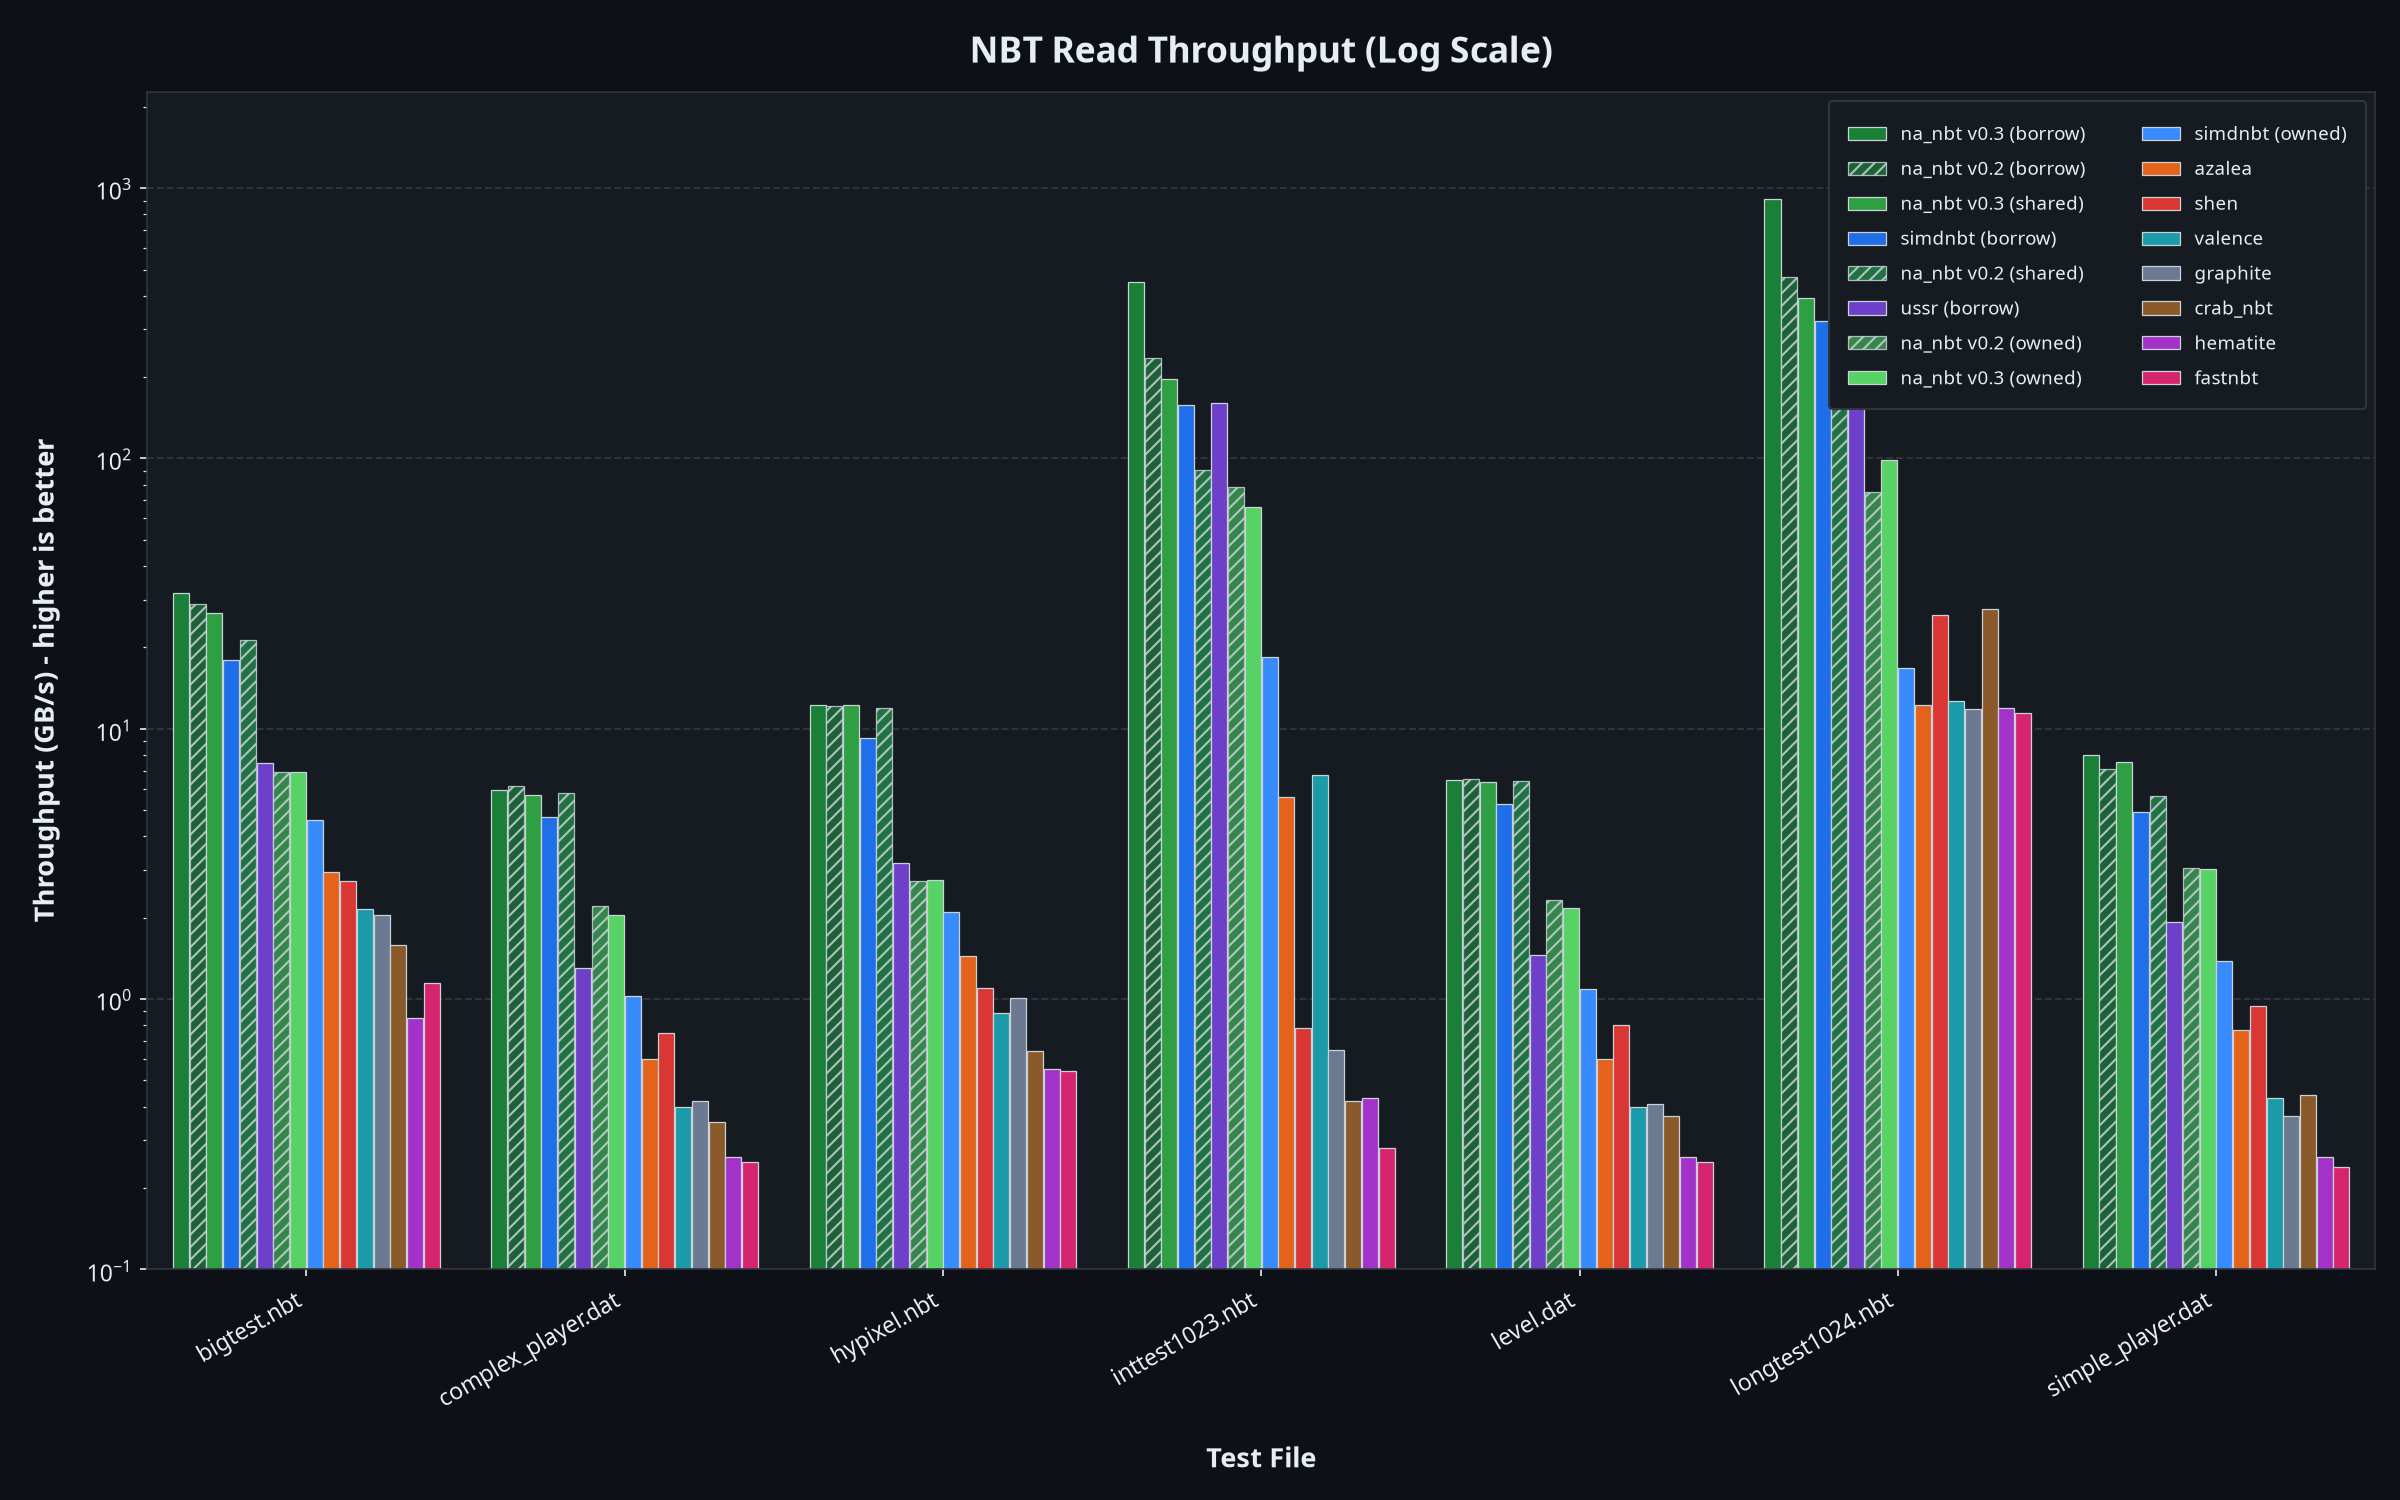 NBT Read Throughput (Log Scale)
Throughput (GB/s) - higher is better
10³
10²
10¹
10⁰
10⁻¹
na_nbt v0.3 (borrow)
na_nbt v0.2 (borrow)
na_nbt v0.3 (shared)
simdnbt (borrow)
na_nbt v0.2 (shared)
ussr (borrow)
na_nbt v0.2 (owned)
na_nbt v0.3 (owned)
simdnbt (owned)
azalea
shen
valence
graphite
crab_nbt
hematite
fastnbt
bigtest.nbt
complex_player.dat
hypixel.nbt
inttest1023.nbt
level.dat
longtest1024.nbt
simple_player.dat
Test File